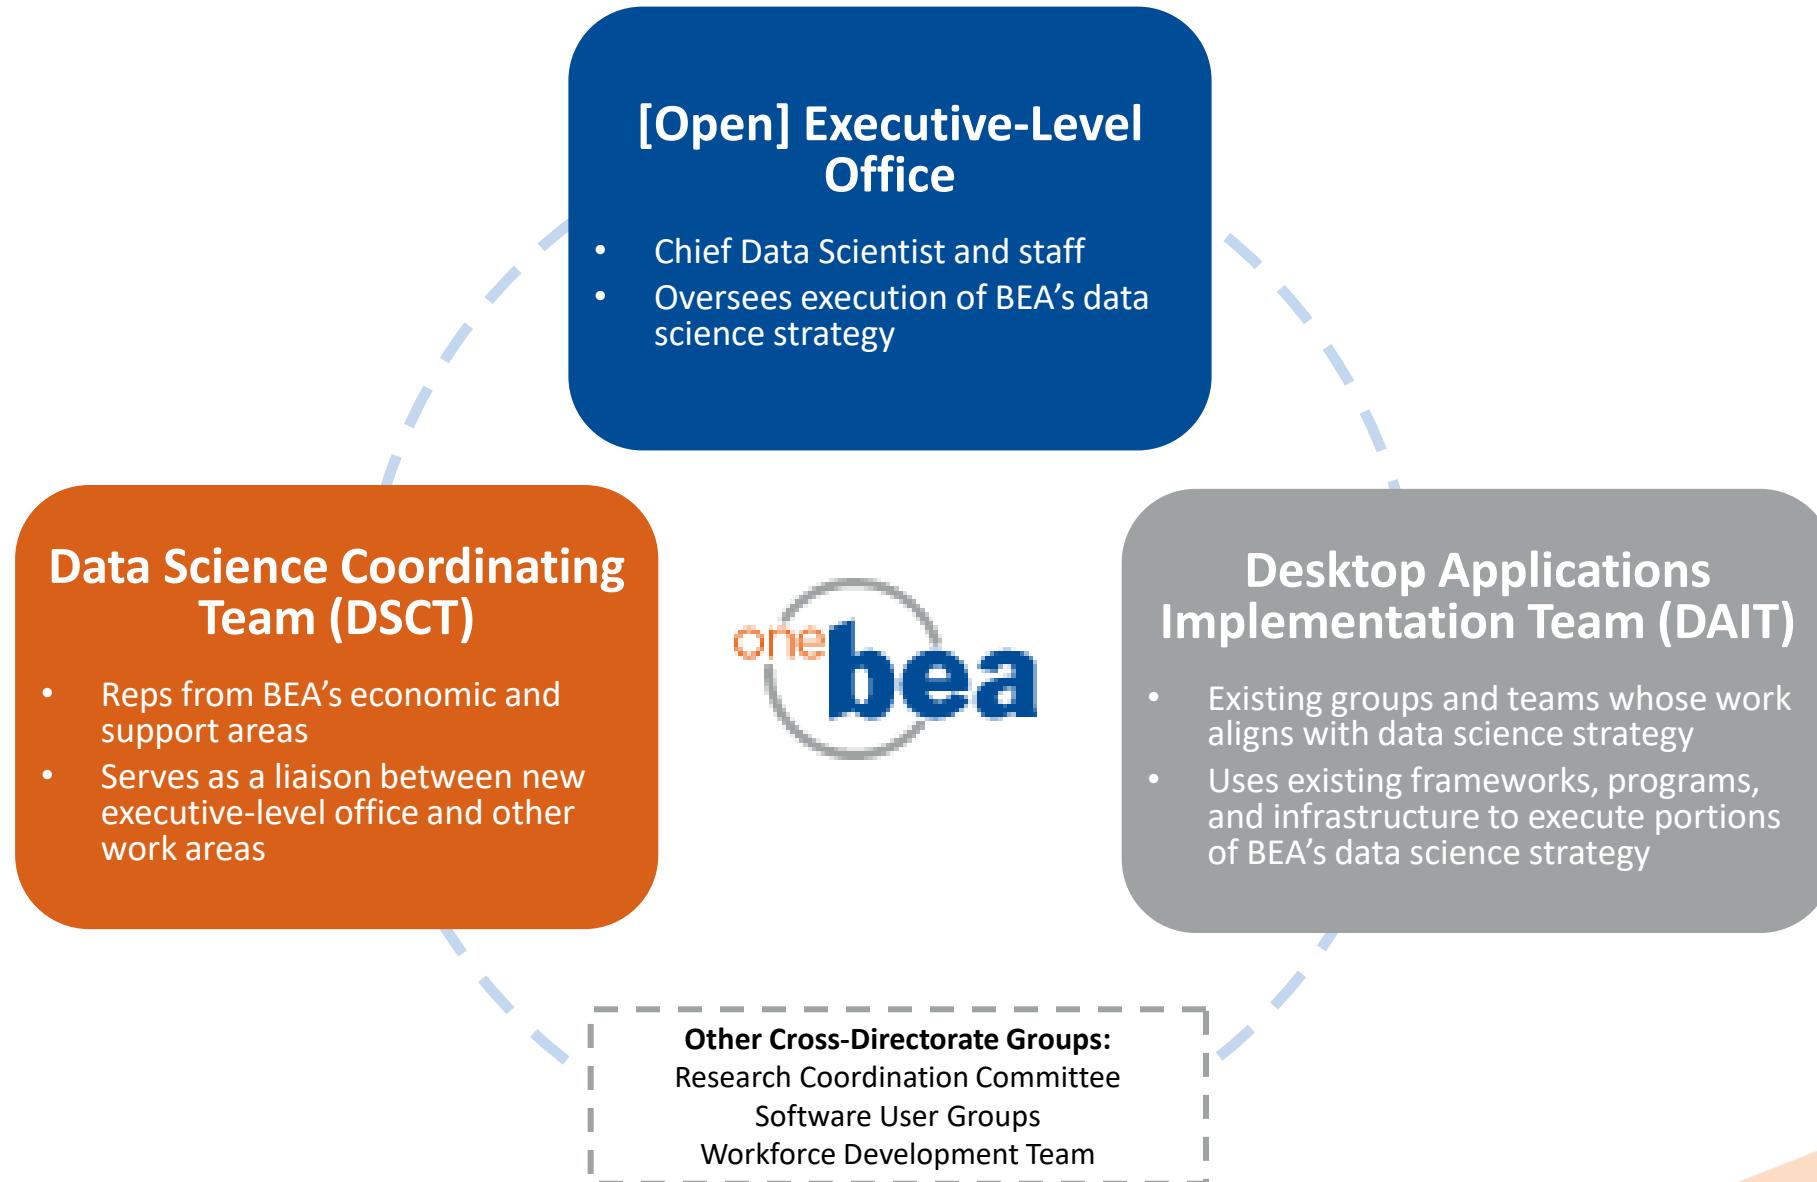 [Open] Executive-Level
Office
• Chief Data Scientist and staff
• Oversees execution of BEA’s data
science strategy
Data Science Coordinating
Team (DSCT)
• Reps from BEA’s economic and
support areas
• Serves as a liaison between new
executive-level office and other
work areas
one
bea
Desktop Applications
Implementation Team (DAIT)
• Existing groups and teams whose work
aligns with data science strategy
• Uses existing frameworks, programs,
and infrastructure to execute portions
of BEA’s data science strategy
Other Cross-Directorate Groups:
Research Coordination Committee
Software User Groups
Workforce Development Team